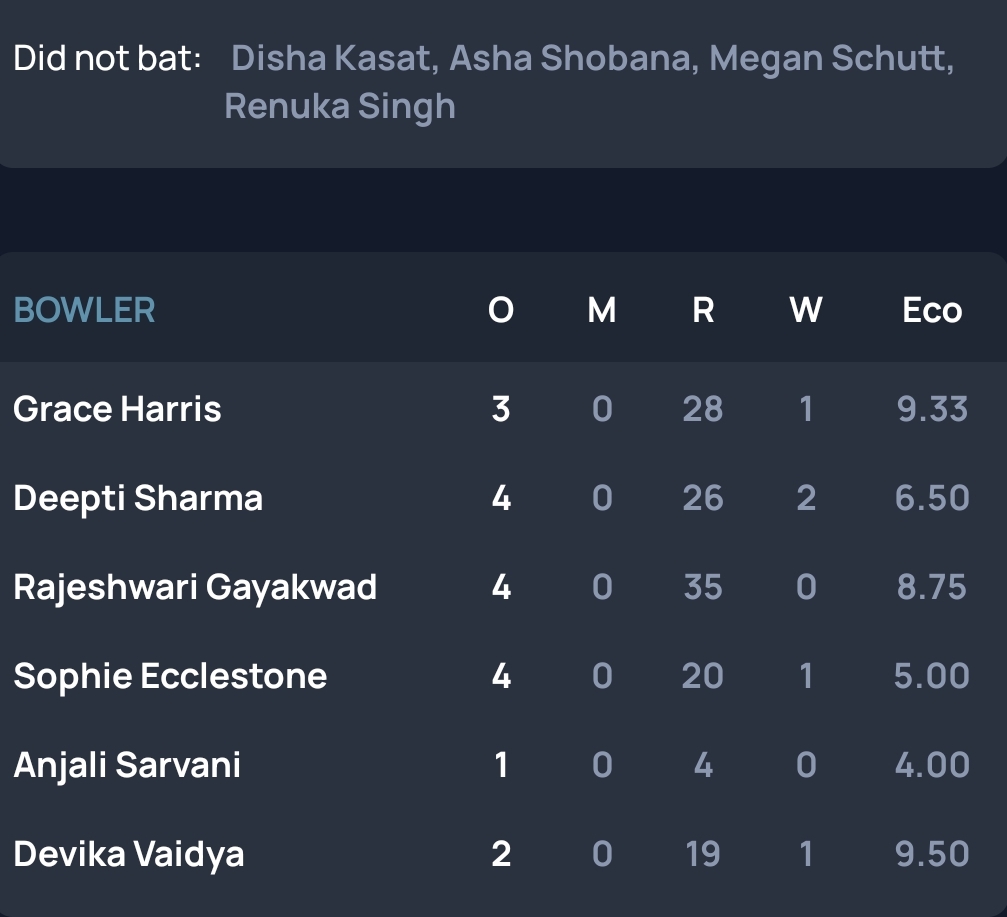 Did not bat: Disha Kasat, Asha Shobana, Megan Schutt,
Renuka Singh
BOWLER O M R W Eco
Grace Harris 3 0 28 1 9.33
Deepti Sharma 4 0 26 2 6.50
Rajeshwari Gayakwad 4 0 35 0 8.75
Sophie Ecclestone 4 0 20 1 5.00
Anjali Sarvani 1 0 4 0 4.00
Devika Vaidya 2 0 19 1 9.50